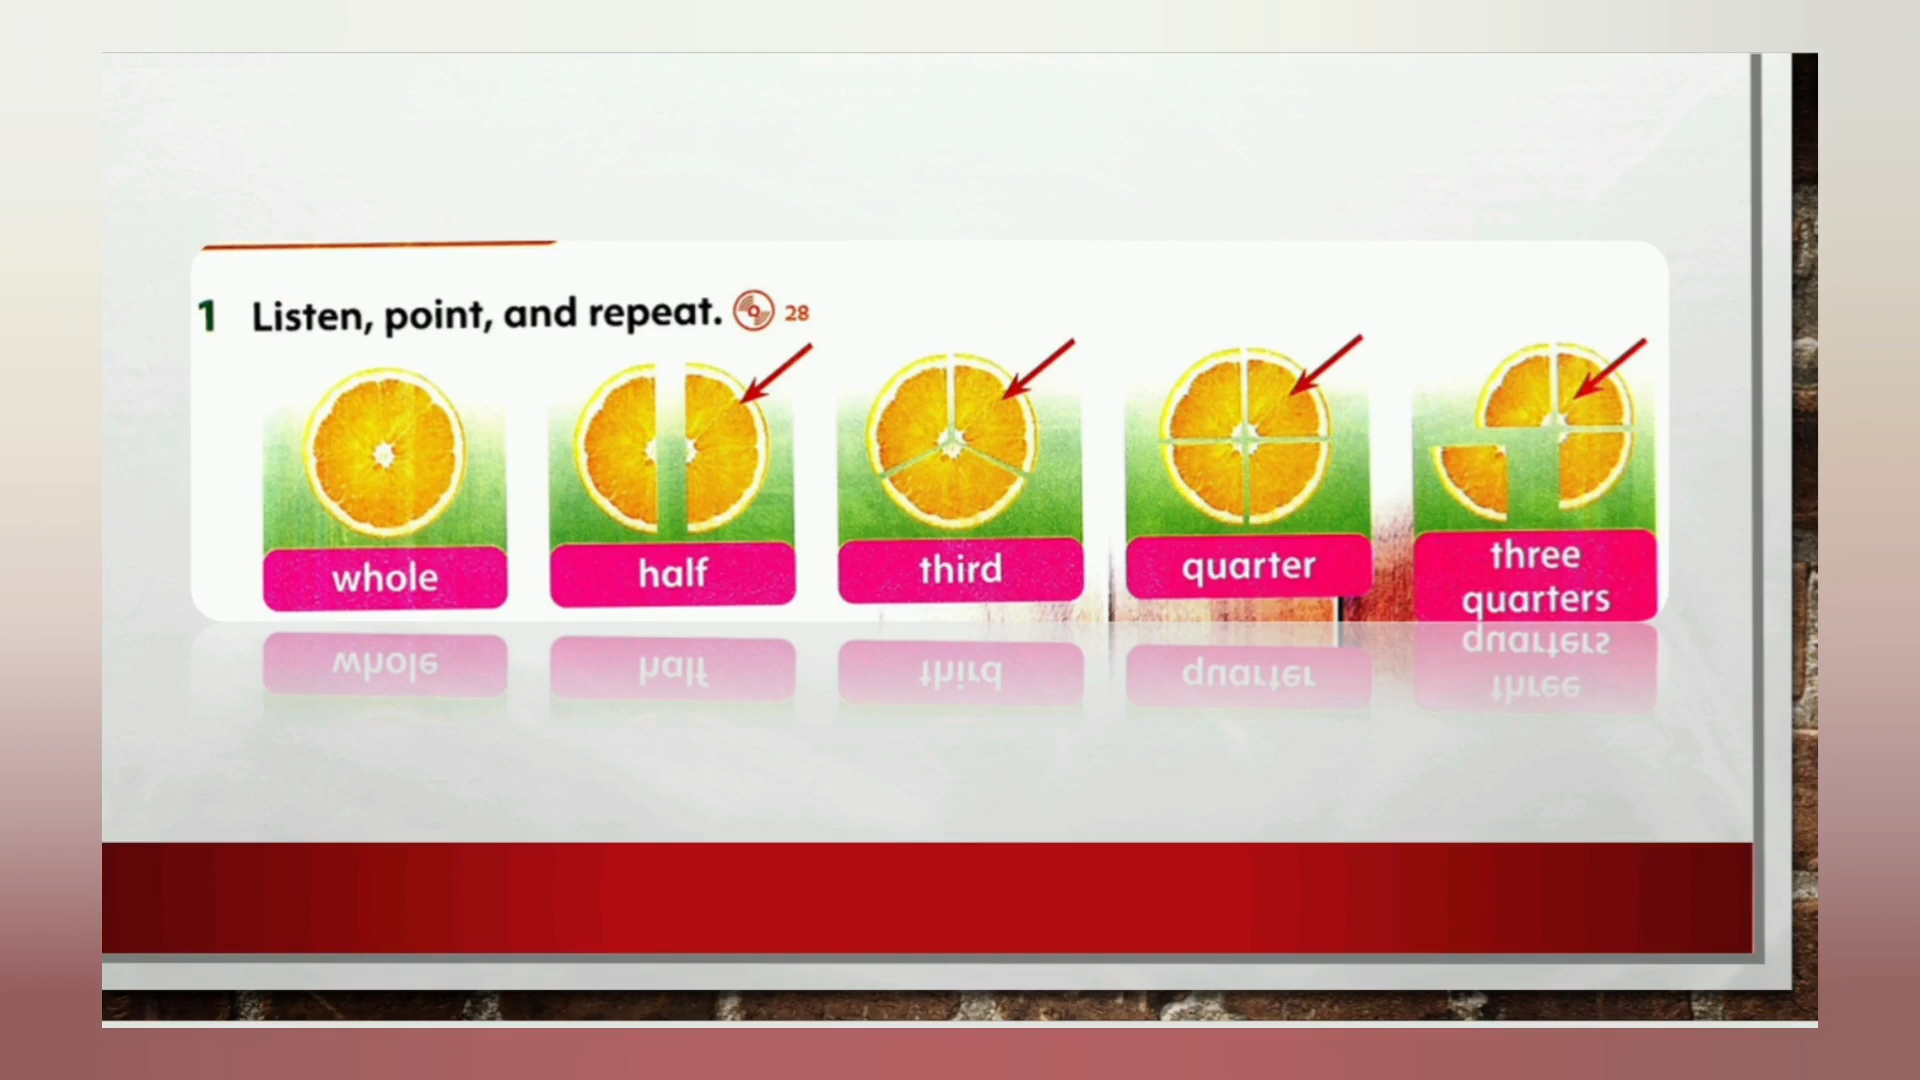 1 Listen, point, and repeat. 28
whole
half
third
quarter
three
quarters